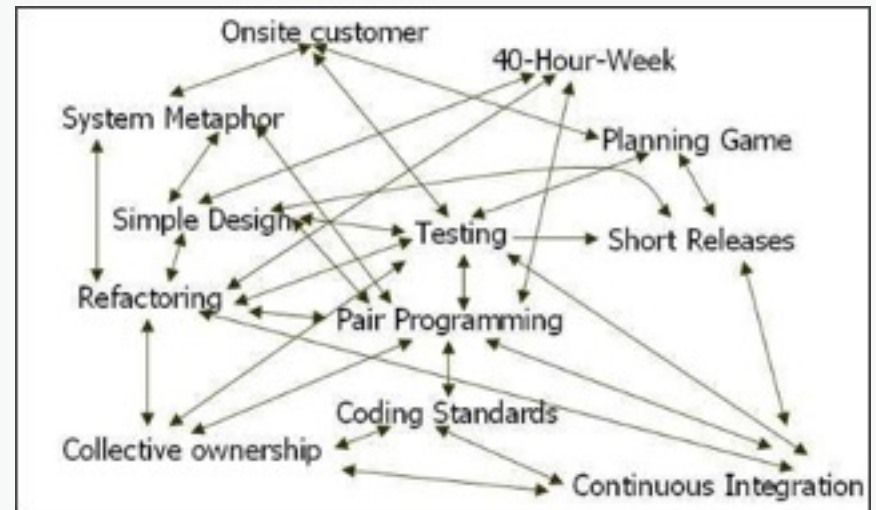 Onsite customer
40-Hour-Week
System Metaphor
Planning Game
Simple Design
Testing
Short Releases
Refactoring
Pair Programming
Coding Standards
Collective ownership
Continuous Integration